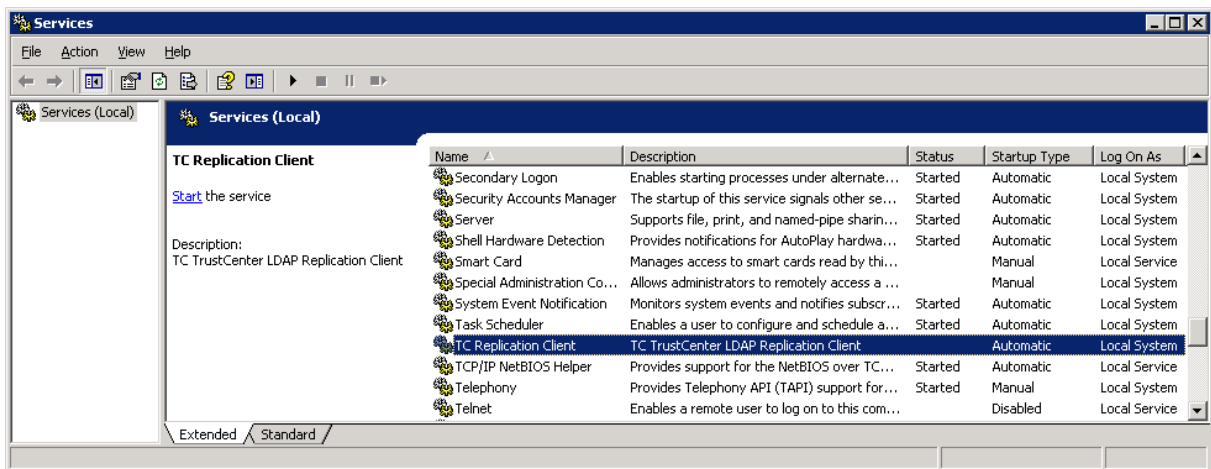 Services
File Action View Help
Services (Local)
Services (Local)
TC Replication Client
Start the service
Description:
TC TrustCenter LDAP Replication Client
Name Description Status Startup Type Log On As
Secondary Logon Enables starting processes under alternate... Started Automatic Local System
Security Accounts Manager The startup of this service signals other se... Started Automatic Local System
Server Supports file, print, and named-pipe sharin... Started Automatic Local System
Shell Hardware Detection Provides notifications for AutoPlay hardwa... Started Automatic Local System
Smart Card Manages access to smart cards read by thi... Manual Local Service
Special Administration Co... Allows administrators to remotely access a ... Manual Local System
System Event Notification Monitors system events and notifies subscr... Started Automatic Local System
Task Scheduler Enables a user to configure and schedule a... Started Automatic Local System
TC Replication Client TC TrustCenter LDAP Replication Client Automatic Local System
TCP/IP NetBIOS Helper Provides support for the NetBIOS over TC... Started Automatic Local Service
Telephony Provides Telephony API (TAPI) support for... Started Manual Local System
Telnet Enables a remote user to log on to this com... Disabled Local Service
Extended Standard